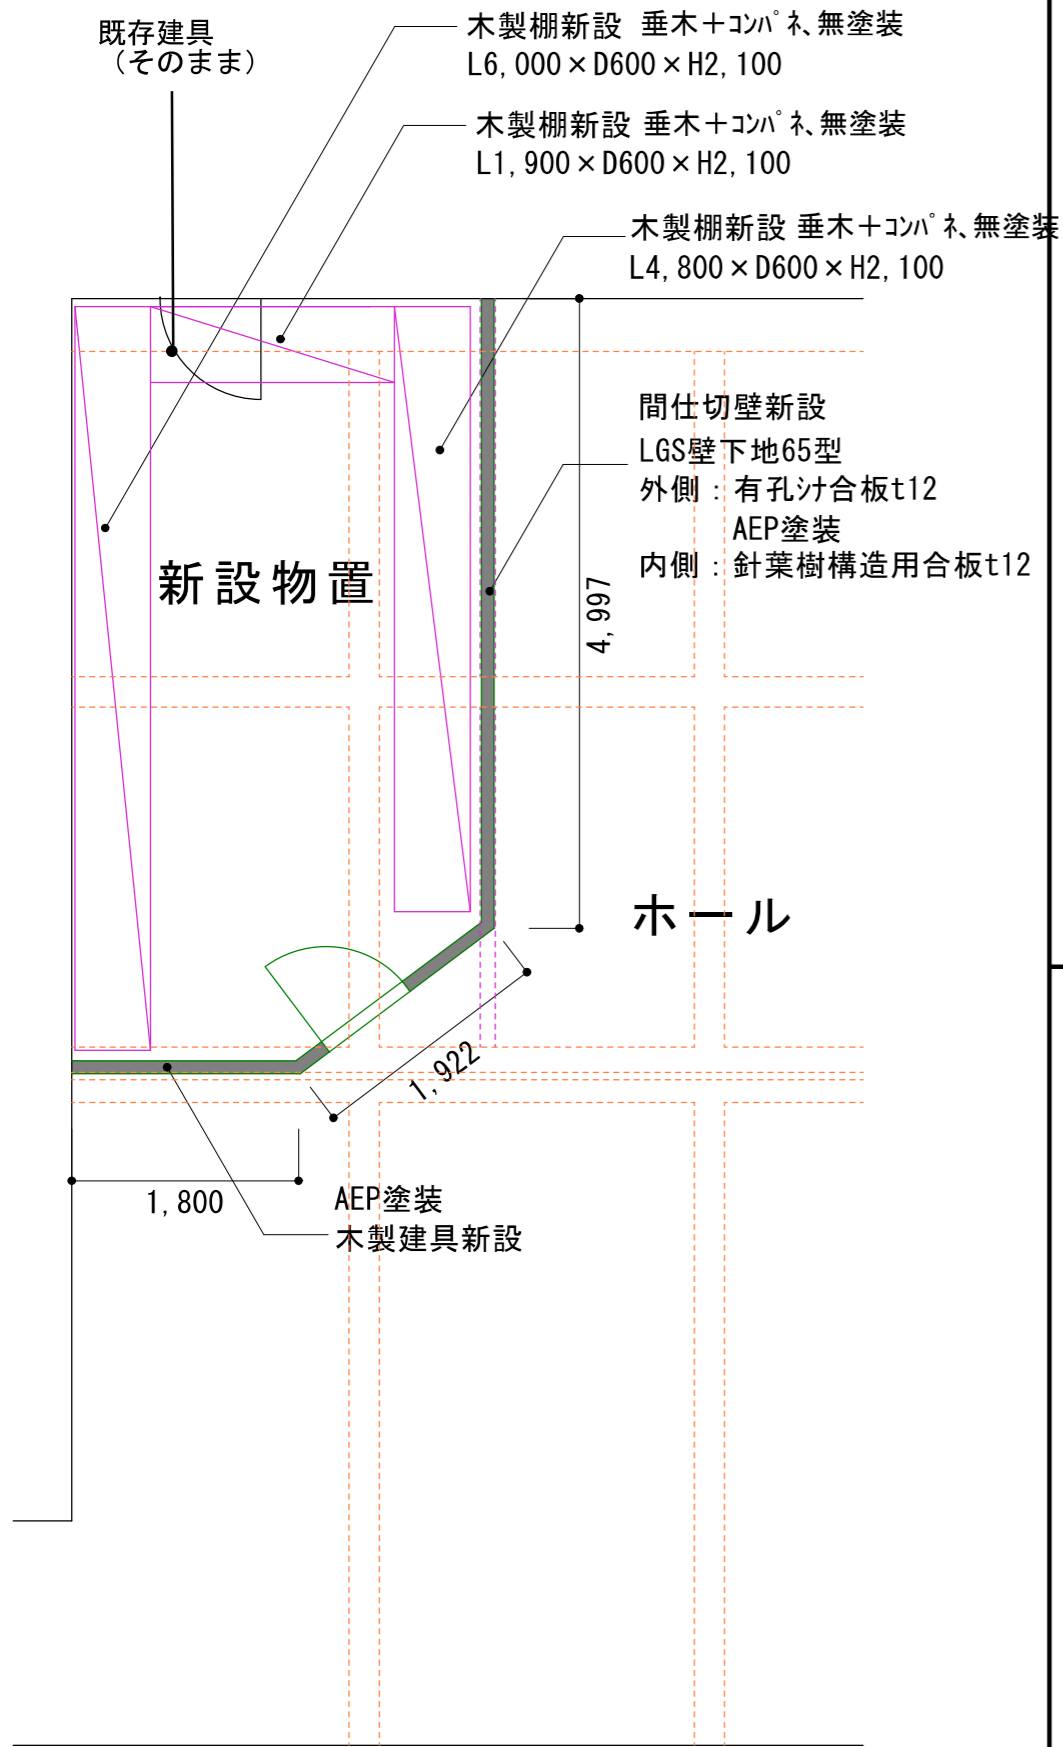 既存建具
（そのまま）
木製棚新設 垂木＋ｺﾝﾊﾟﾈ、無塗装
L6,000×D600×H2,100
木製棚新設 垂木＋ｺﾝﾊﾟﾈ、無塗装
L1,900×D600×H2,100
木製棚新設 垂木＋ｺﾝﾊﾟﾈ、無塗装
L4,800×D600×H2,100
間仕切壁新設
LGS壁下地65型
外側：有孔ｼﾅ合板t12
AEP塗装
内側：針葉樹構造用合板t12
新設物置
4,997
ホール
1,922
1,800
AEP塗装
木製建具新設